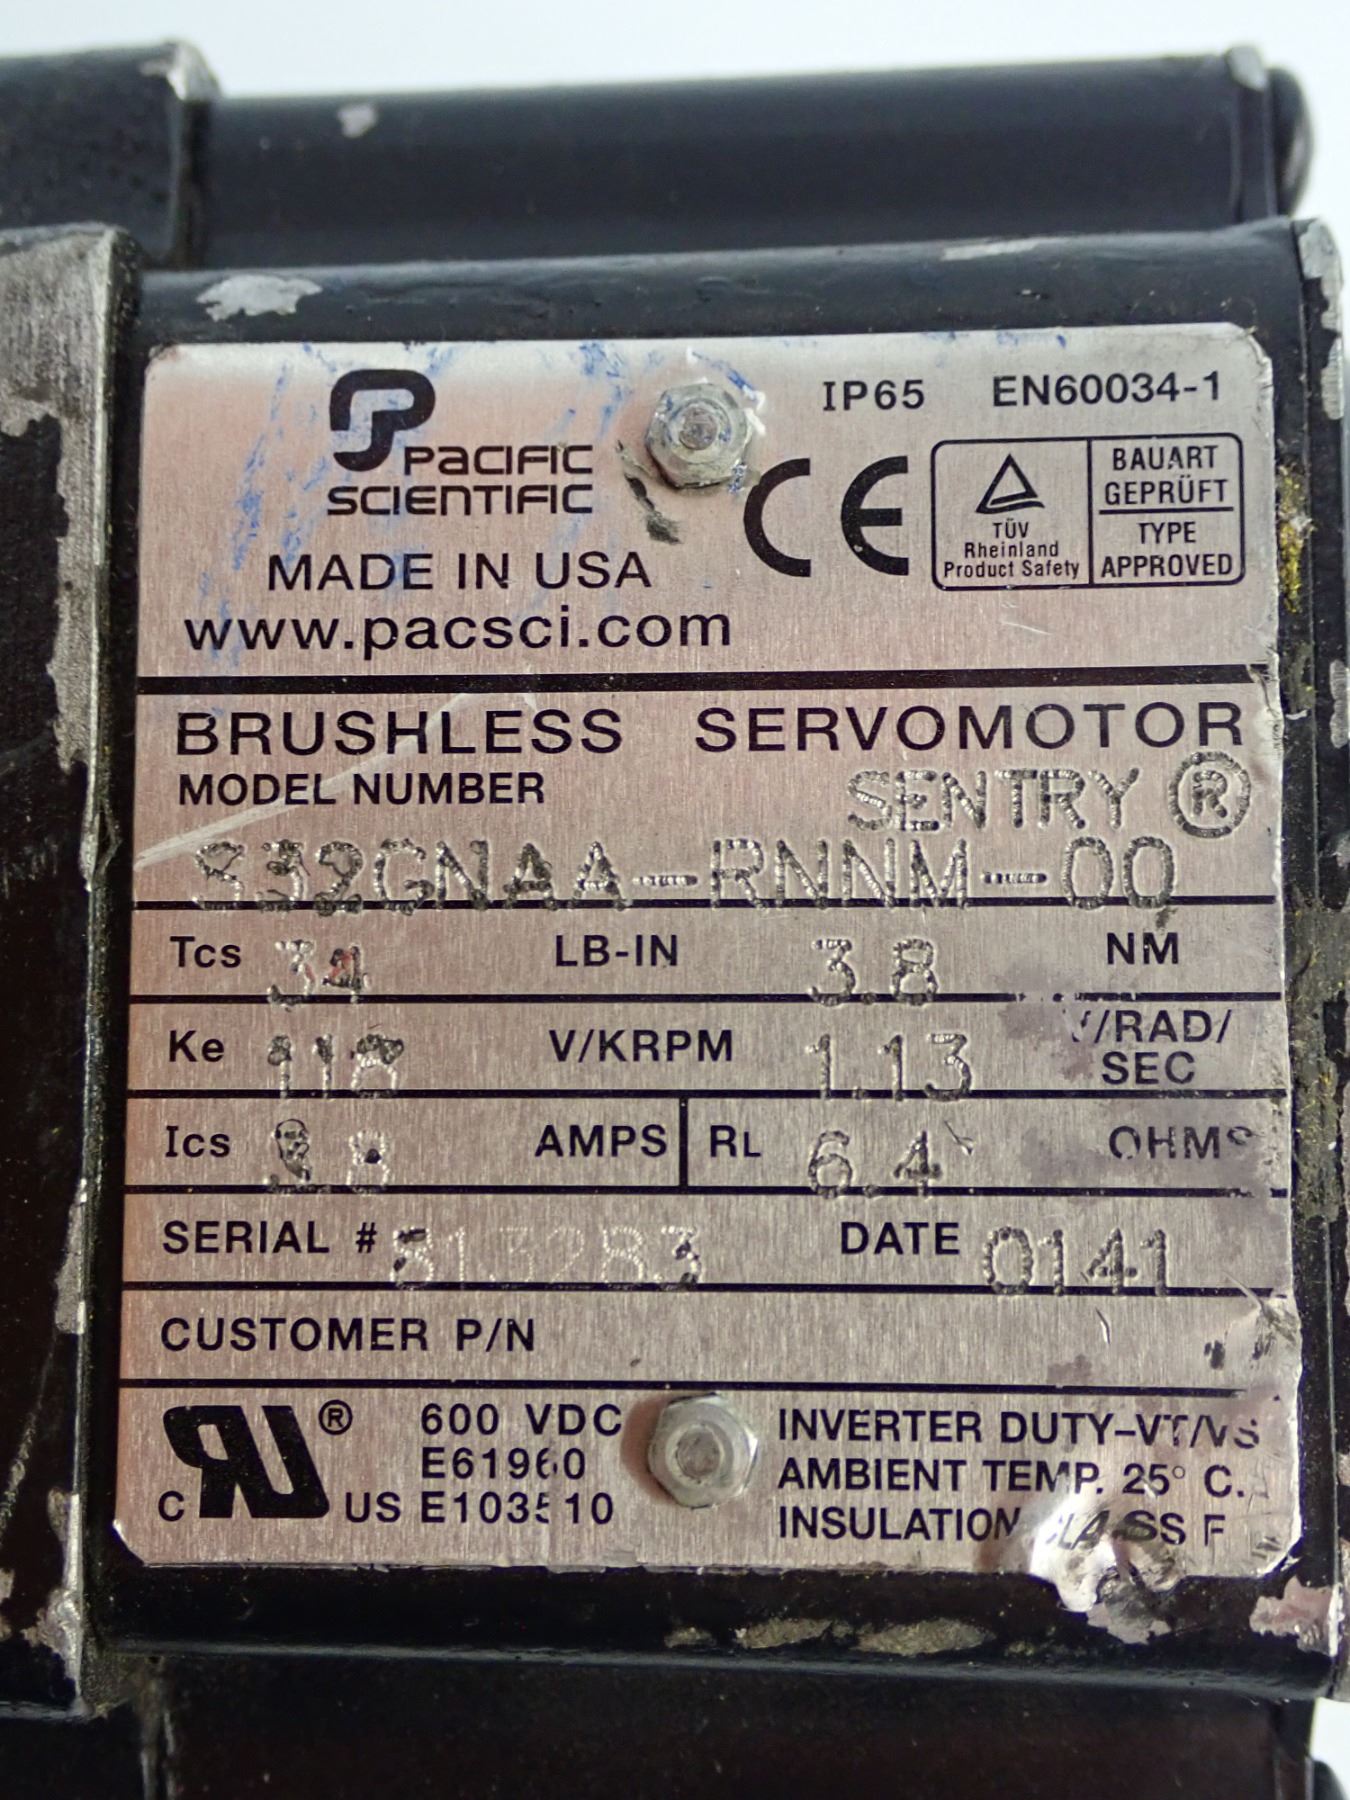 IP65 EN60034-1
PACIFIC
SCIENTIFIC
CE
TÜV
Rheinland
Product Safety
BAUART
GEPRÜFT
TYPE
APPROVED
MADE IN USA
www.pacsci.com
BRUSHLESS SERVOMOTOR
MODEL NUMBER SENTRY ®
S32GNAA-RNNM-00
Tcs 34 LB-IN 3.8 NM
Ke 118 V/KRPM 1.13 V/RAD/
SEC
Ics AMPS RL 6.4 OHMS
SERIAL # DATE 0141
CUSTOMER P/N
® 600 VDC INVERTER DUTY-VT/VS
E61960 AMBIENT TEMP. 25° C.
C UR US E103510 INSULATION CLASS F